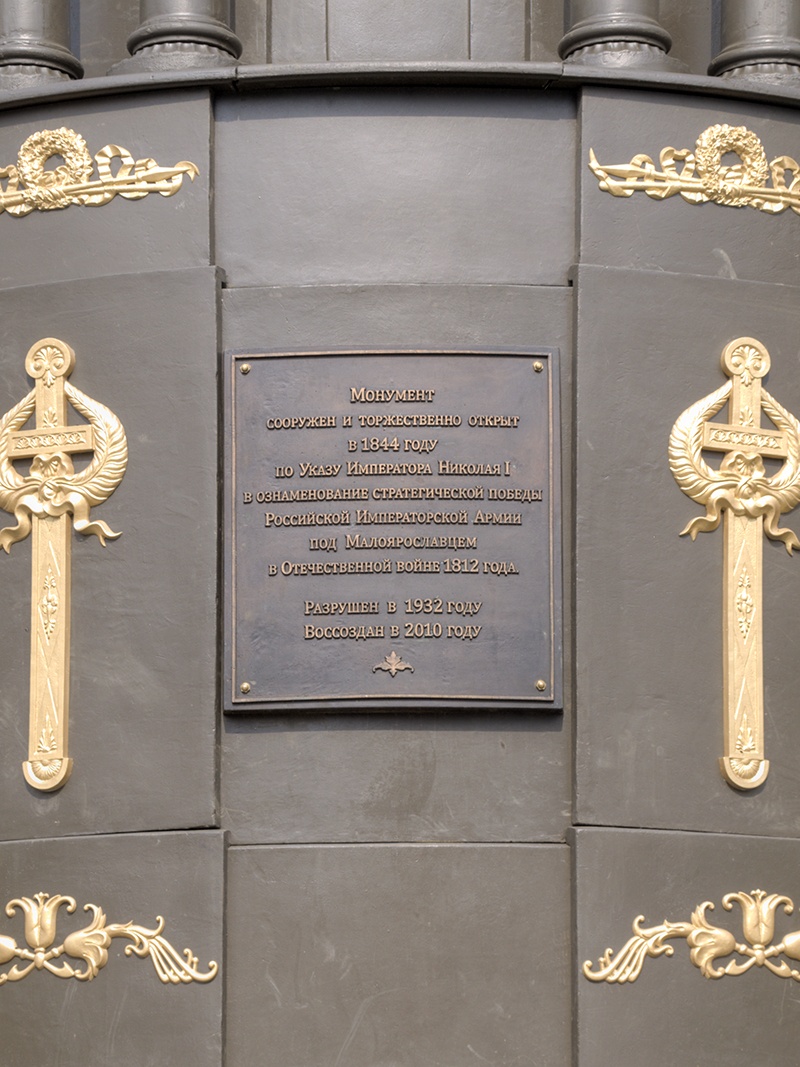 Монумент
сооружен и торжественно открыт
в 1844 году
по Указу Императора Николая I
в ознаменование стратегической победы
Российской Императорской Армии
под Малоярославцем
в Отечественной войне 1812 года.
Разрушен в 1932 году
Воссоздан в 2010 году